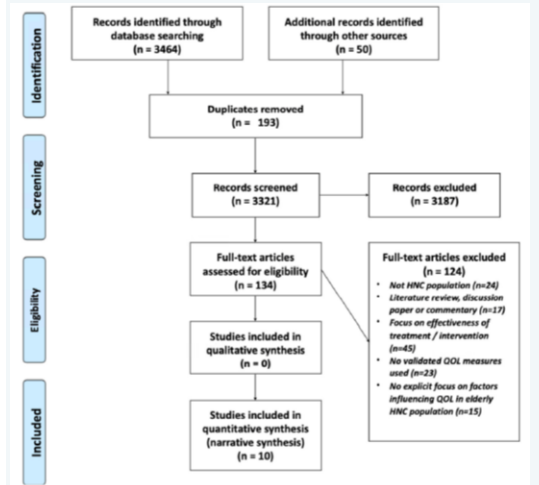 Identification
Records identified through
database searching
(n = 3464)
Additional records identified
through other sources
(n = 50)
Duplicates removed
(n = 193)
Screening
Records screened
(n = 3321)
Records excluded
(n = 3187)
Eligibility
Full-text articles
assessed for eligibility
(n = 134)
Full-text articles excluded
(n = 124)
• Not HNC population (n=24)
• Literature review, discussion
paper or commentary (n=17)
• Focus on effectiveness of
treatment / intervention
(n=45)
• No validated QOL measures
used (n=23)
• No explicit focus on factors
influencing QOL in elderly
HNC population (n=15)
Studies included in
qualitative synthesis
(n = 0)
Included
Studies included in
quantitative synthesis
(narrative synthesis)
(n = 10)